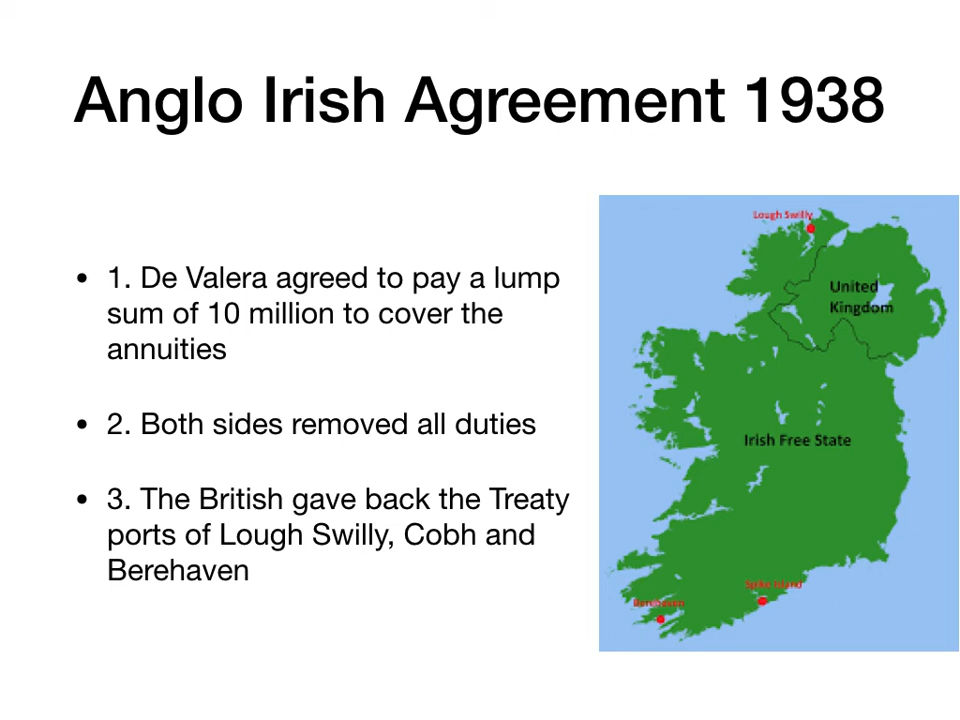 Anglo Irish Agreement 1938
• 1. De Valera agreed to pay a lump
sum of 10 million to cover the
annuities
• 2. Both sides removed all duties
• 3. The British gave back the Treaty
ports of Lough Swilly, Cobh and
Berehaven
Lough Swilly
United
Kingdom
Irish Free State
Spike Island
Berehaven